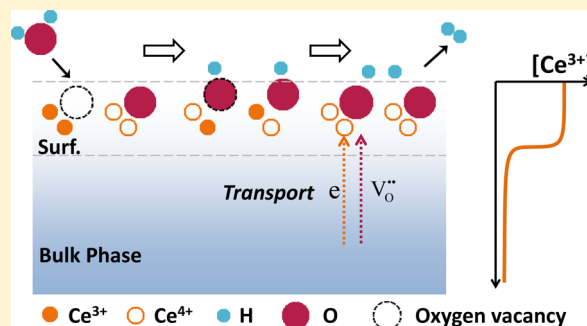 [Ce³⁺]
Surf.
Transport e V_O^••
Bulk Phase
Ce³⁺ Ce⁴⁺ H O Oxygen vacancy